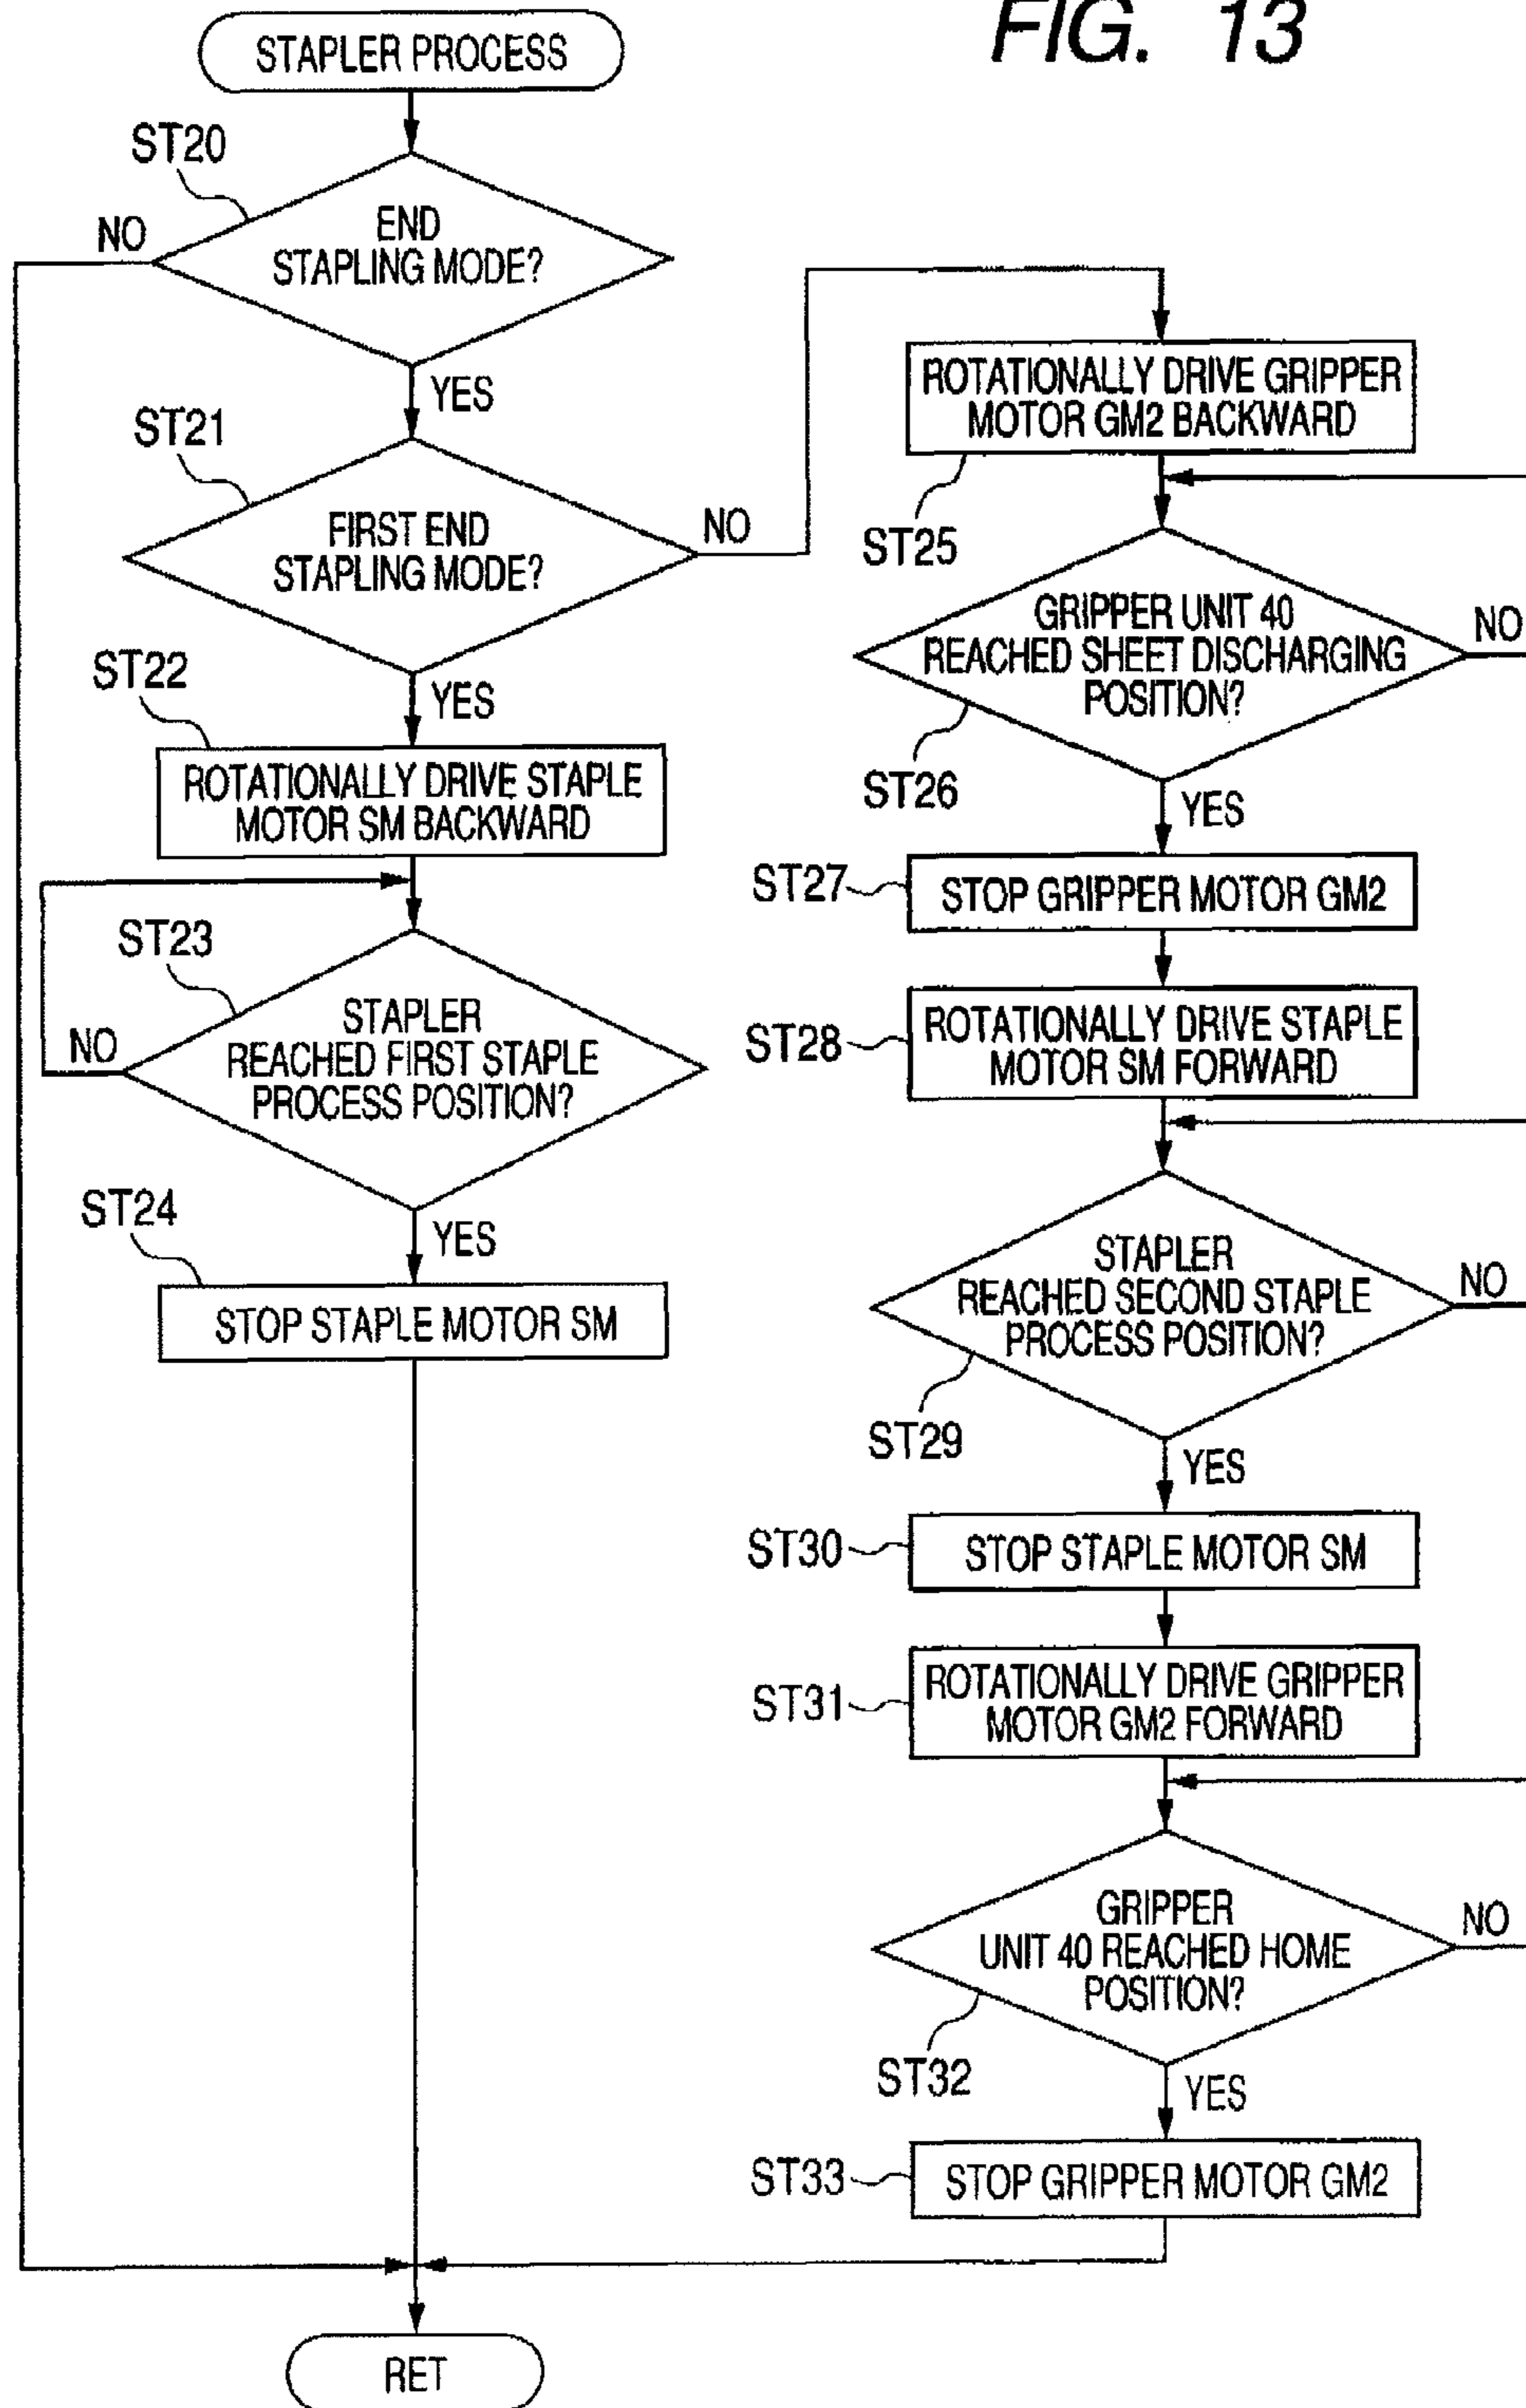 FIG. 13
STAPLER PROCESS
ST20
END
STAPLING MODE?
NO
YES
ST21
FIRST END
STAPLING MODE?
NO
YES
ST22
ROTATIONALLY DRIVE STAPLE
MOTOR SM BACKWARD
ST23
STAPLER
REACHED FIRST STAPLE
PROCESS POSITION?
NO
YES
ST24
STOP STAPLE MOTOR SM
ROTATIONALLY DRIVE GRIPPER
MOTOR GM2 BACKWARD
ST25
GRIPPER UNIT 40
REACHED SHEET DISCHARGING
POSITION?
NO
ST26
YES
ST27
STOP GRIPPER MOTOR GM2
ST28
ROTATIONALLY DRIVE STAPLE
MOTOR SM FORWARD
STAPLER
REACHED SECOND STAPLE
PROCESS POSITION?
NO
ST29
YES
ST30
STOP STAPLE MOTOR SM
ST31
ROTATIONALLY DRIVE GRIPPER
MOTOR GM2 FORWARD
GRIPPER
UNIT 40 REACHED HOME
POSITION?
NO
ST32
YES
ST33
STOP GRIPPER MOTOR GM2
RET